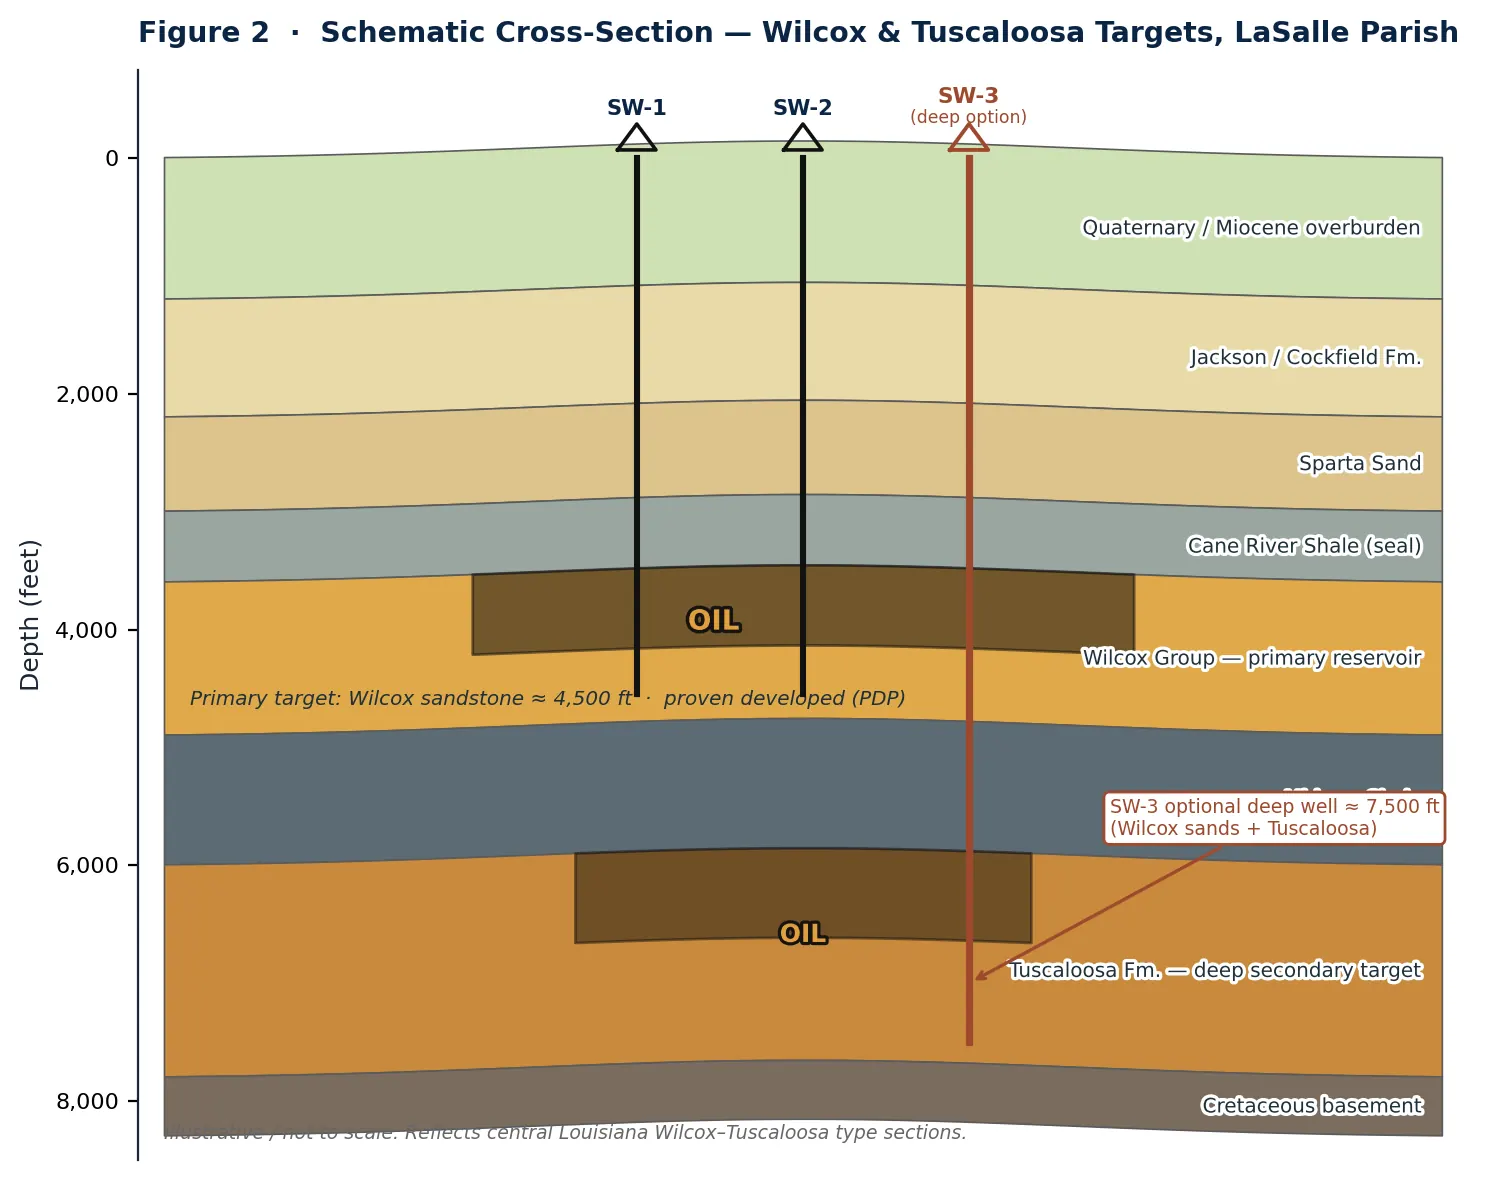 Figure 2 · Schematic Cross-Section — Wilcox & Tuscaloosa Targets, LaSalle Parish
SW-1
SW-2
SW-3
(deep option)
0
2,000
4,000
6,000
8,000
Depth (feet)
Quaternary / Miocene overburden
Jackson / Cockfield Fm.
Sparta Sand
Cane River Shale (seal)
OIL
Wilcox Group — primary reservoir
Primary target: Wilcox sandstone ≈ 4,500 ft · proven developed (PDP)
SW-3 optional deep well ≈ 7,500 ft
(Wilcox sands + Tuscaloosa)
OIL
Tuscaloosa Fm. — deep secondary target
Cretaceous basement
Illustrative / not to scale. Reflects central Louisiana Wilcox–Tuscaloosa type sections.